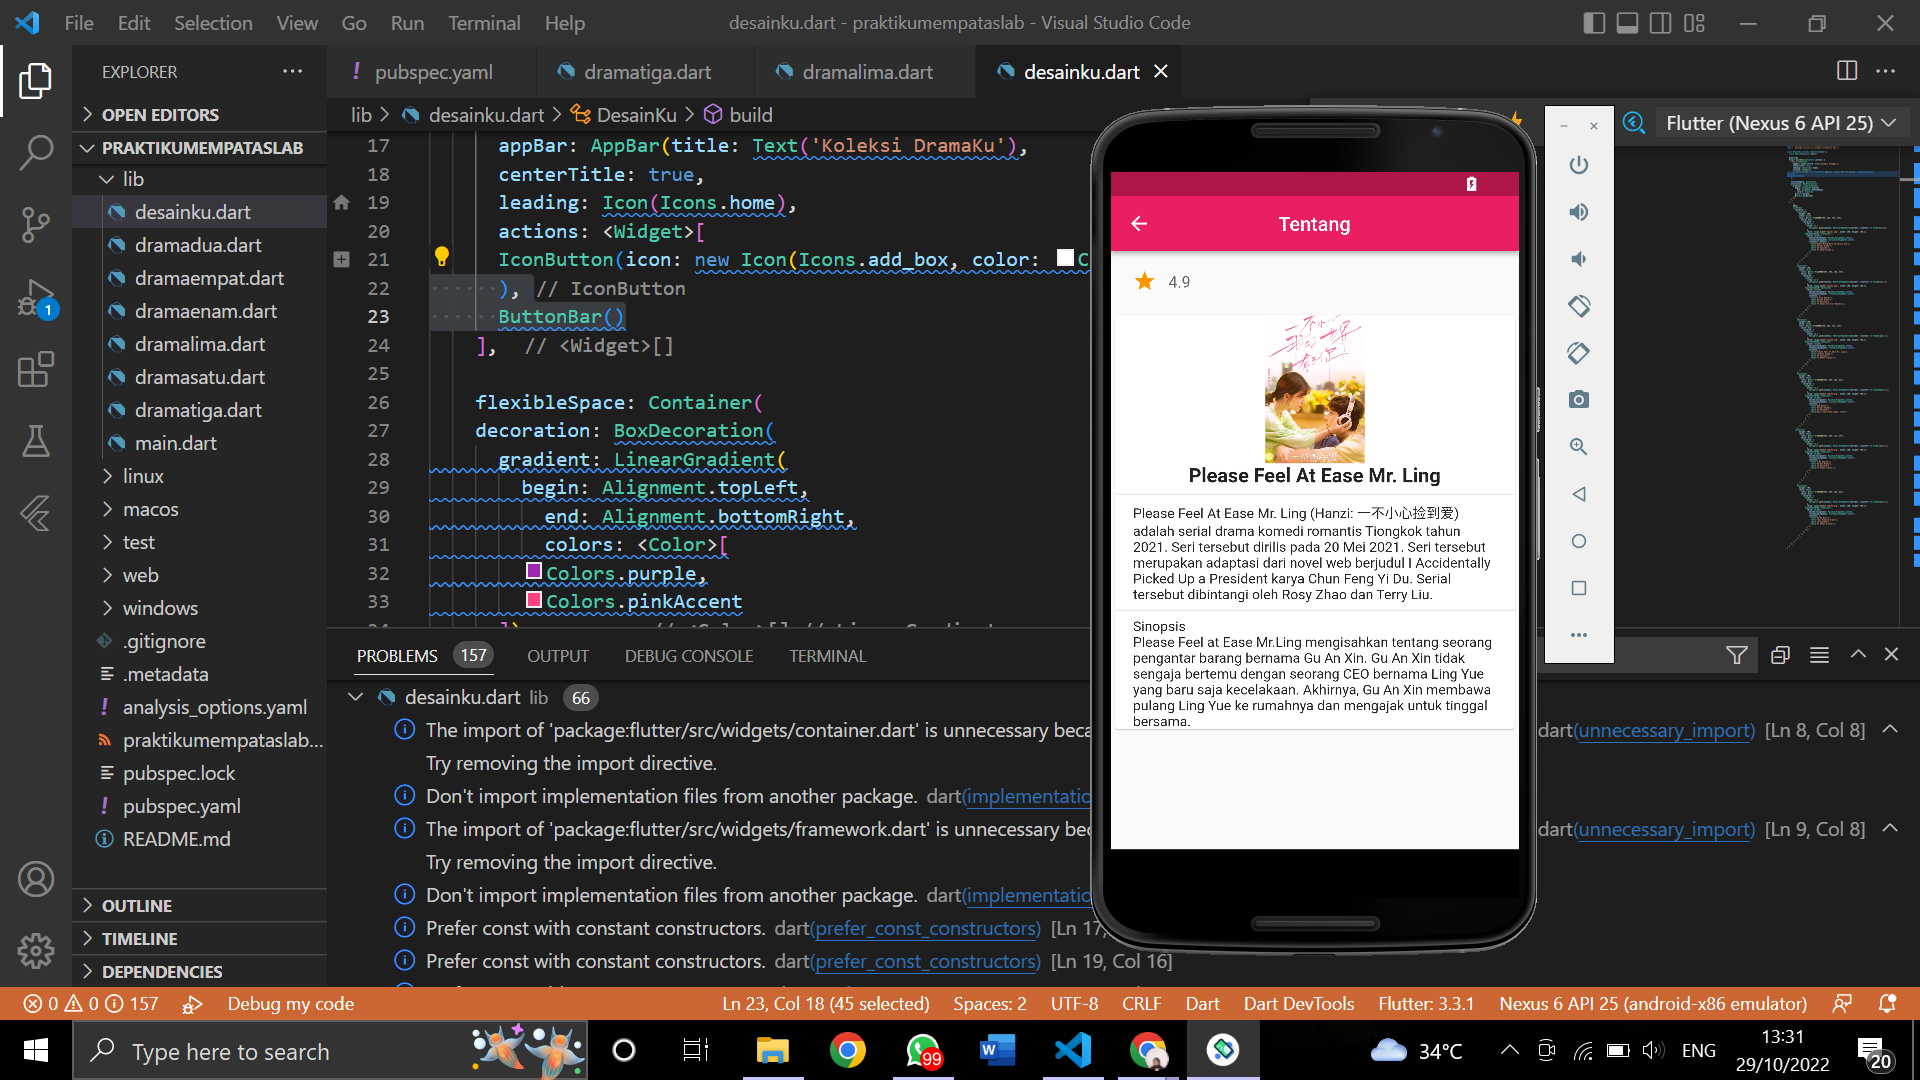 File Edit Selection View Go Run Terminal Help
desainku.dart - praktikumempataslab - Visual Studio Code
EXPLORER
OPEN EDITORS
PRAKTIKUMEMPATASLAB
lib
desainku.dart
dramadua.dart
dramaempat.dart
dramaenam.dart
dramalima.dart
dramasatu.dart
dramatiga.dart
main.dart
linux
macos
test
web
windows
.gitignore
.metadata
analysis_options.yaml
praktikumempataslab...
pubspec.lock
pubspec.yaml
README.md
OUTLINE
TIMELINE
DEPENDENCIES
1
pubspec.yaml
dramatiga.dart
dramalima.dart
desainku.dart
lib > desainku.dart > DesainKu > build
17 appBar: AppBar(title: Text('Koleksi DramaKu'),
18 centerTitle: true,
19 leading: Icon(Icons.home),
20 actions: <Widget>[
21 IconButton(icon: new Icon(Icons.add_box, color: C
22 ), // IconButton
23 ButtonBar()
24 ], // <Widget>[]
25
26 flexibleSpace: Container(
27 decoration: BoxDecoration(
28 gradient: LinearGradient(
29 begin: Alignment.topLeft,
30 end: Alignment.bottomRight,
31 colors: <Color>[
32 Colors.purple,
33 Colors.pinkAccent
Flutter (Nexus 6 API 25)
Tentang
4.9
Please Feel At Ease Mr. Ling
Please Feel At Ease Mr. Ling (Hanzi: 一不小心捡到爱)
adalah serial drama komedi romantis Tiongkok tahun
2021. Seri tersebut dirilis pada 20 Mei 2021. Seri tersebut
merupakan adaptasi dari novel web berjudul I Accidentally
Picked Up a President karya Chun Feng Yi Du. Serial
tersebut dibintangi oleh Rosy Zhao dan Terry Liu.
Sinopsis
Please Feel at Ease Mr.Ling mengisahkan tentang seorang
pengantar barang bernama Gu An Xin. Gu An Xin tidak
sengaja bertemu dengan seorang CEO bernama Ling Yue
yang baru saja kecelakaan. Akhirnya, Gu An Xin membawa
pulang Ling Yue ke rumahnya dan mengajak untuk tinggal
bersama.
PROBLEMS 157 OUTPUT DEBUG CONSOLE TERMINAL
desainku.dart lib 66
The import of 'package:flutter/src/widgets/container.dart' is unnecessary beca
dart(unnecessary_import) [Ln 8, Col 8]
Try removing the import directive.
Don't import implementation files from another package. dart(implementatio
The import of 'package:flutter/src/widgets/framework.dart' is unnecessary bec
dart(unnecessary_import) [Ln 9, Col 8]
Try removing the import directive.
Don't import implementation files from another package. dart(implementatio
Prefer const with constant constructors. dart(prefer_const_constructors) [Ln 17,
Prefer const with constant constructors. dart(prefer_const_constructors) [Ln 19, Col 16]
0 0 157 Debug my code
Ln 23, Col 18 (45 selected) Spaces: 2 UTF-8 CRLF Dart Dart DevTools Flutter: 3.3.1 Nexus 6 API 25 (android-x86 emulator)
Type here to search
99
34°C
ENG
13:31
29/10/2022
20